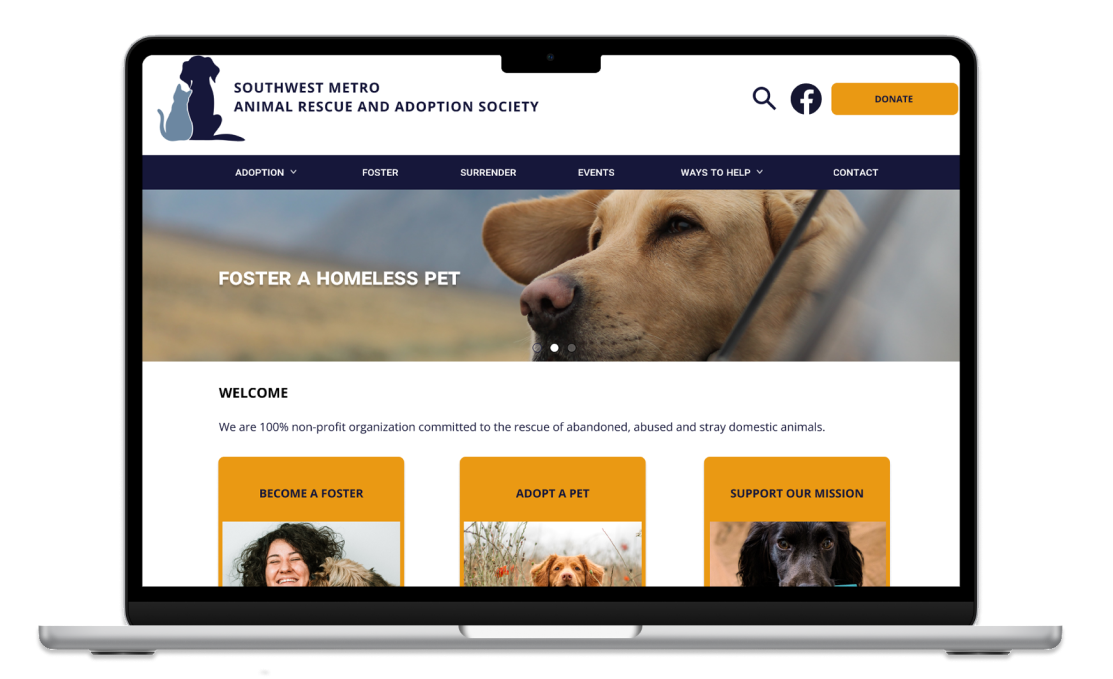 SOUTHWEST METRO
ANIMAL RESCUE AND ADOPTION SOCIETY
DONATE
ADOPTION FOSTER SURRENDER EVENTS WAYS TO HELP CONTACT
FOSTER A HOMELESS PET
WELCOME
We are 100% non-profit organization committed to the rescue of abandoned, abused and stray domestic animals.
BECOME A FOSTER ADOPT A PET SUPPORT OUR MISSION